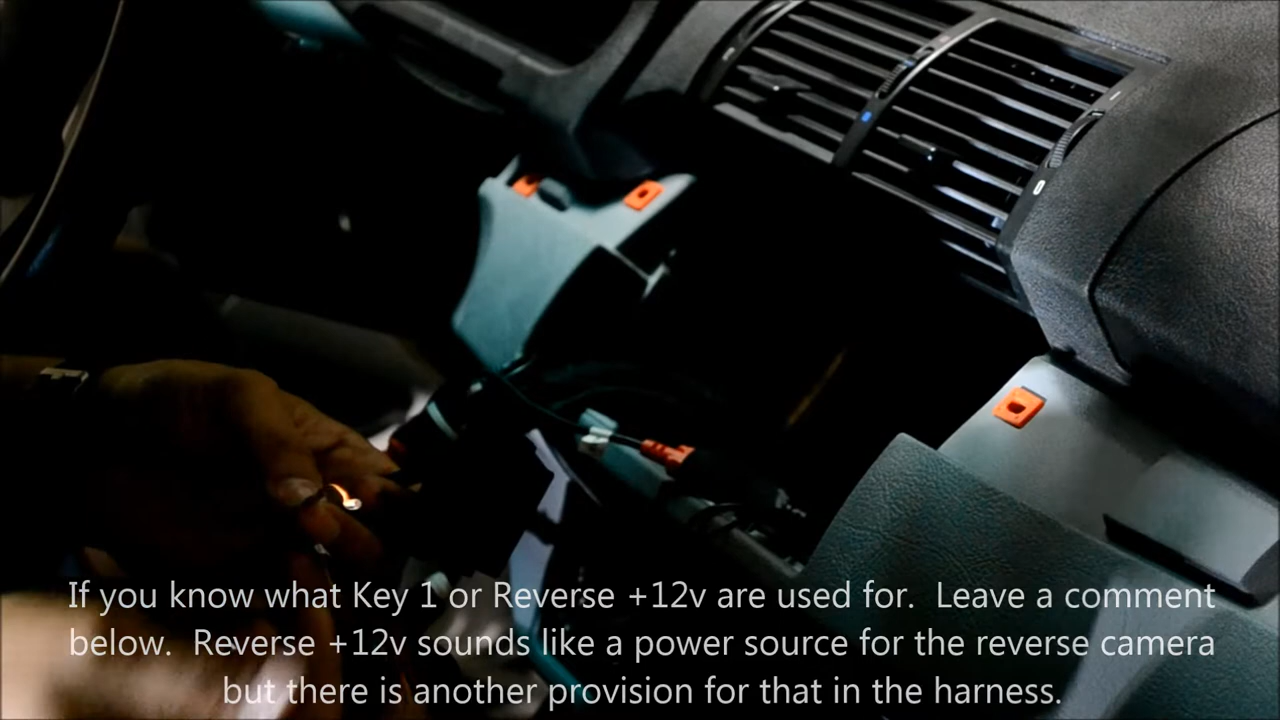 If you know what Key 1 or Reverse +12v are used for.  Leave a comment
below.  Reverse +12v sounds like a power source for the reverse camera
but there is another provision for that in the harness.